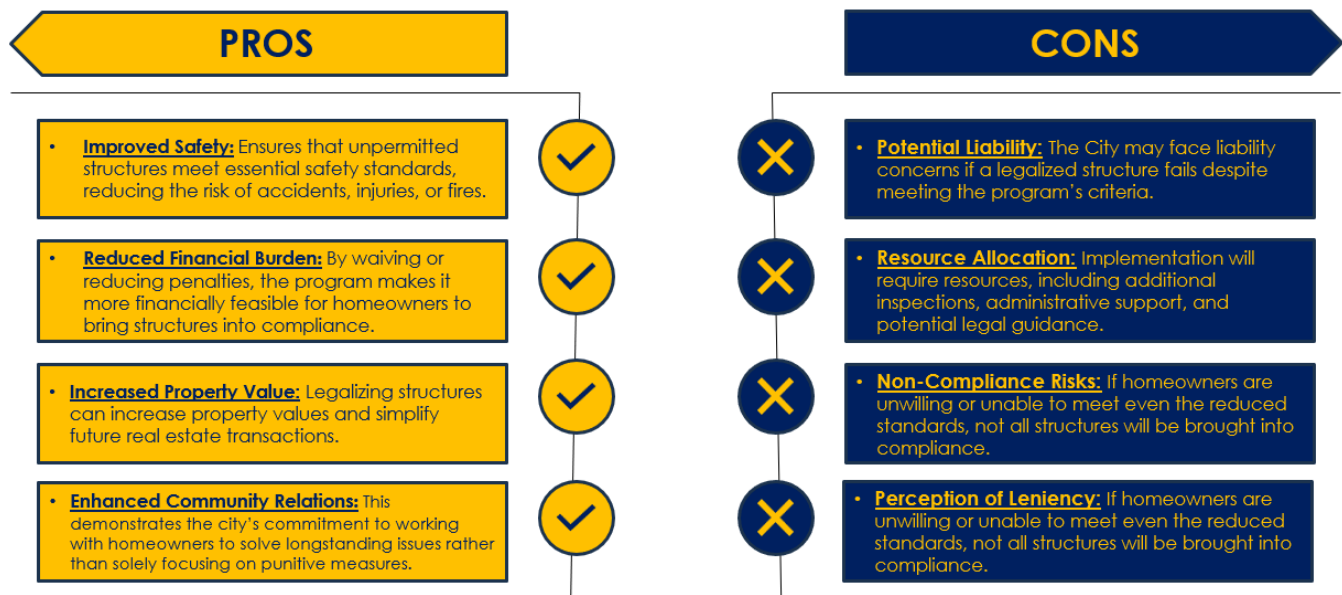 PROS
• Improved Safety: Ensures that unpermitted
structures meet essential safety standards,
reducing the risk of accidents, injuries, or fires.
• Reduced Financial Burden: By waiving or
reducing penalties, the program makes it
more financially feasible for homeowners to
bring structures into compliance.
• Increased Property Value: Legalizing structures
can increase property values and simplify
future real estate transactions.
• Enhanced Community Relations: This
demonstrates the city’s commitment to working
with homeowners to solve longstanding issues rather
than solely focusing on punitive measures.
CONS
• Potential Liability: The City may face liability
concerns if a legalized structure fails despite
meeting the program’s criteria.
• Resource Allocation: Implementation will
require resources, including additional
inspections, administrative support, and
potential legal guidance.
• Non-Compliance Risks: If homeowners are
unwilling or unable to meet even the reduced
standards, not all structures will be brought into
compliance.
• Perception of Leniency: If homeowners are
unwilling or unable to meet even the reduced
standards, not all structures will be brought into
compliance.